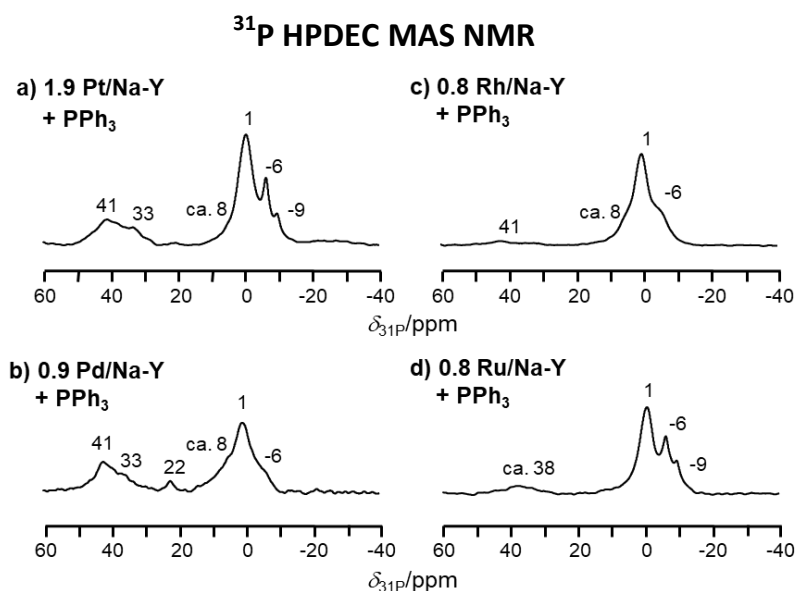 ³¹P HPDEC MAS NMR
a) 1.9 Pt/Na-Y
+ PPh₃
1
-6
-9
ca. 8
41
33
60 40 20 0 -20 -40
δ₃₁P/ppm
b) 0.9 Pd/Na-Y
+ PPh₃
1
ca. 8
-6
41
33
22
60 40 20 0 -20 -40
δ₃₁P/ppm
c) 0.8 Rh/Na-Y
+ PPh₃
1
-6
ca. 8
41
60 40 20 0 -20 -40
δ₃₁P/ppm
d) 0.8 Ru/Na-Y
+ PPh₃
1
-6
-9
ca. 38
60 40 20 0 -20 -40
δ₃₁P/ppm